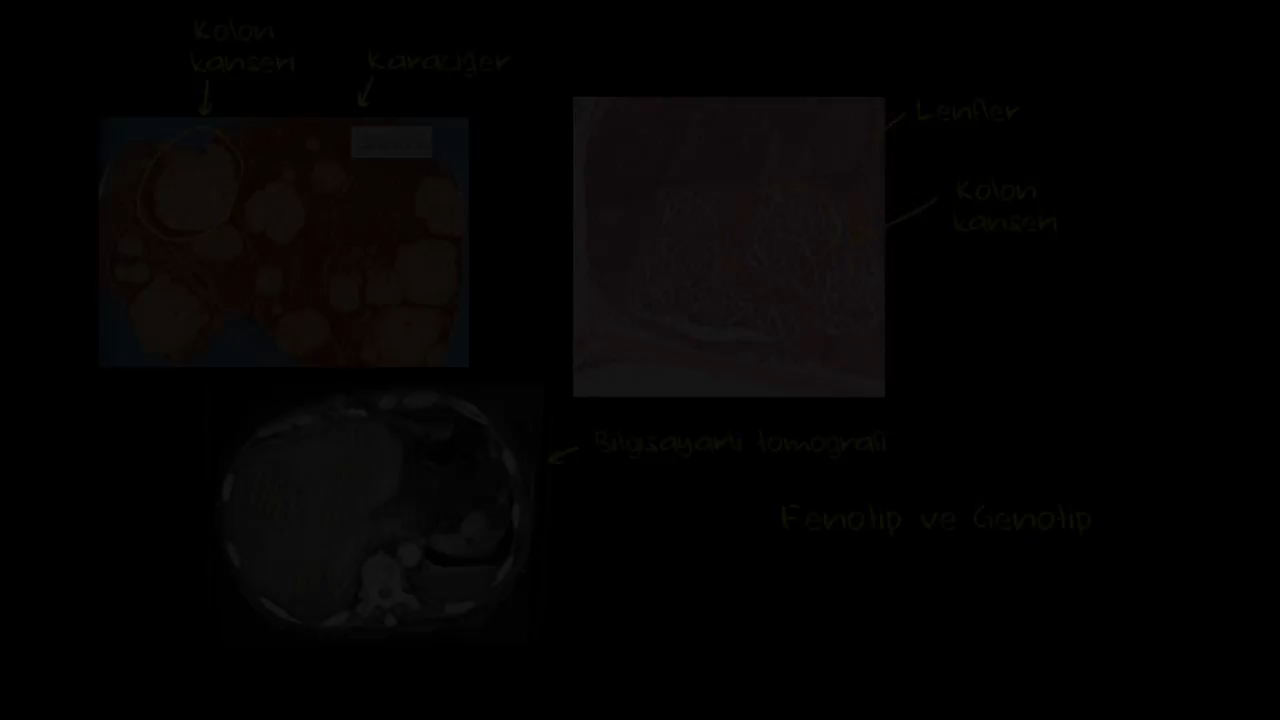 Kolon
kanseri
Karaciğer
Lenfler
Kolon
kanseri
Bilgisayarlı tomografi
Fenotip ve Genotip